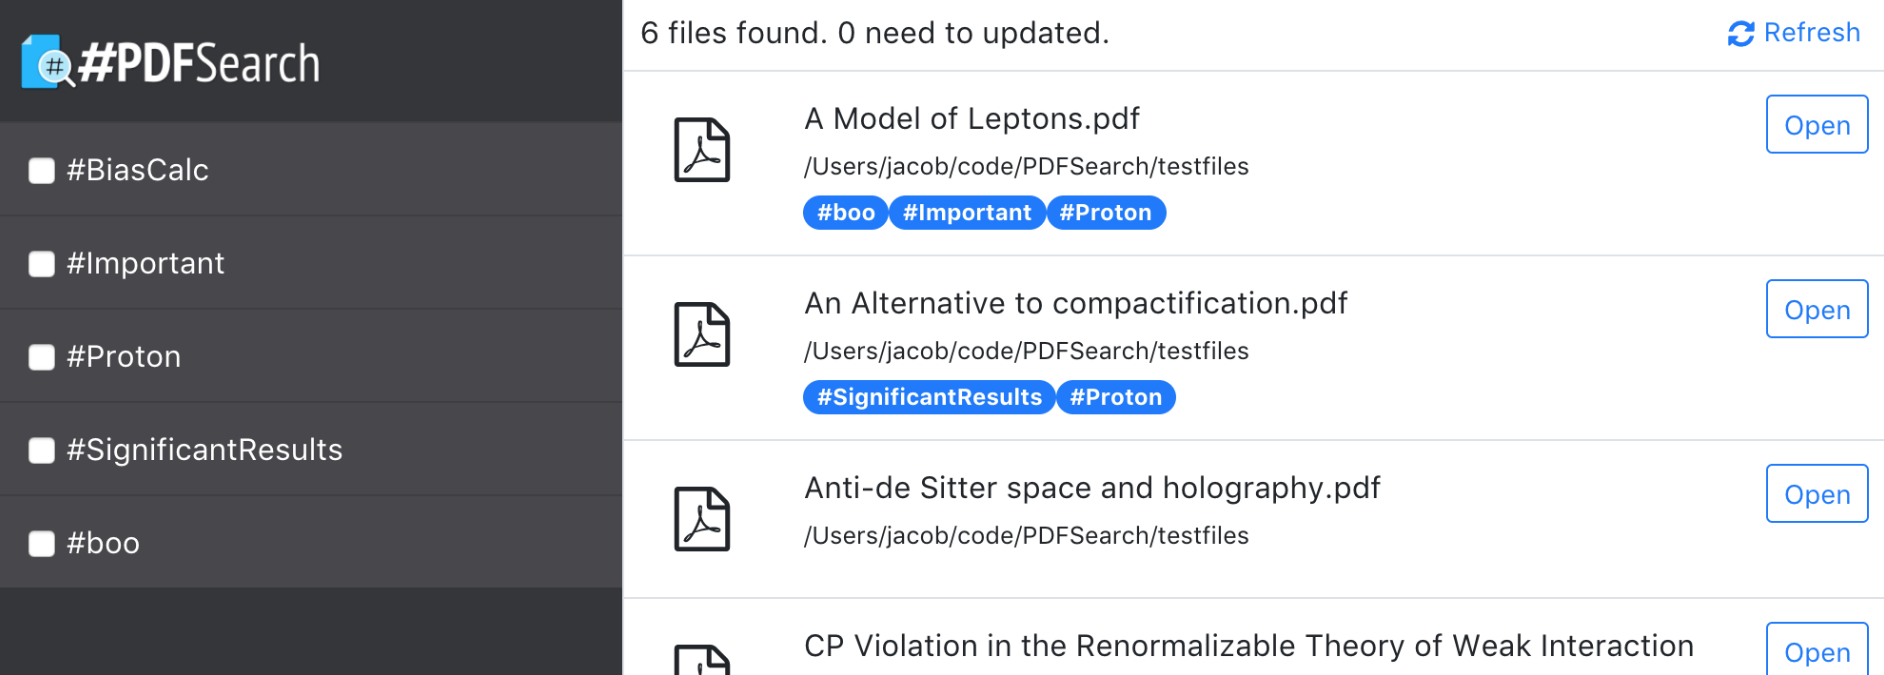 #PDFSearch
#BiasCalc
#Important
#Proton
#SignificantResults
#boo
6 files found. 0 need to updated.
Refresh
A Model of Leptons.pdf
Open
/Users/jacob/code/PDFSearch/testfiles
#boo #Important #Proton
An Alternative to compactification.pdf
Open
/Users/jacob/code/PDFSearch/testfiles
#SignificantResults #Proton
Anti-de Sitter space and holography.pdf
Open
/Users/jacob/code/PDFSearch/testfiles
CP Violation in the Renormalizable Theory of Weak Interaction
Open